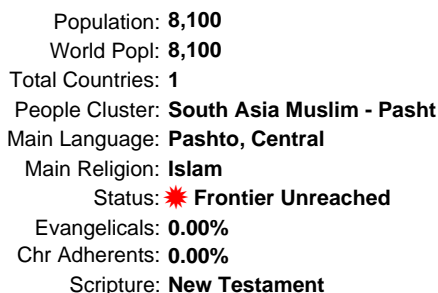 Population: 8,100
World Popl: 8,100
Total Countries: 1
People Cluster: South Asia Muslim - Pasht
Main Language: Pashto, Central
Main Religion: Islam
Status: Frontier Unreached
Evangelicals: 0.00%
Chr Adherents: 0.00%
Scripture: New Testament